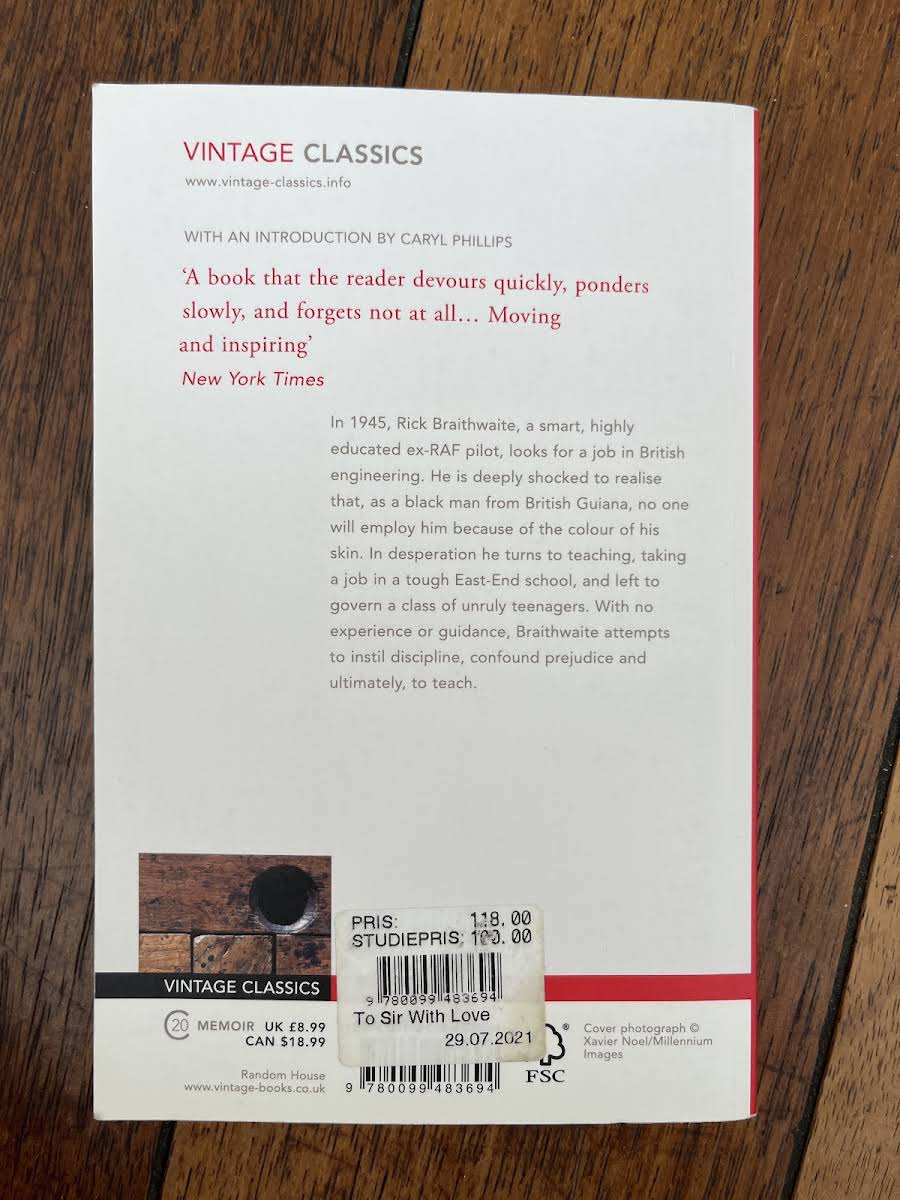 VINTAGE CLASSICS
www.vintage-classics.info
WITH AN INTRODUCTION BY CARYL PHILLIPS
‘A book that the reader devours quickly, ponders
slowly, and forgets not at all... Moving
and inspiring’
New York Times
In 1945, Rick Braithwaite, a smart, highly
educated ex-RAF pilot, looks for a job in British
engineering. He is deeply shocked to realise
that, as a black man from British Guiana, no one
will employ him because of the colour of his
skin. In desperation he turns to teaching, taking
a job in a tough East-End school, and left to
govern a class of unruly teenagers. With no
experience or guidance, Braithwaite attempts
to instil discipline, confound prejudice and
ultimately, to teach.
PRIS: 118.00
STUDIEPRIS:
9 780099 483694
To Sir With Love
29.07.2021
VINTAGE CLASSICS
20 MEMOIR UK £8.99
CAN $18.99
Random House
www.vintage-books.co.uk
9 780099 483694
®
FSC
Cover photograph ©
Xavier Noel/Millennium
Images